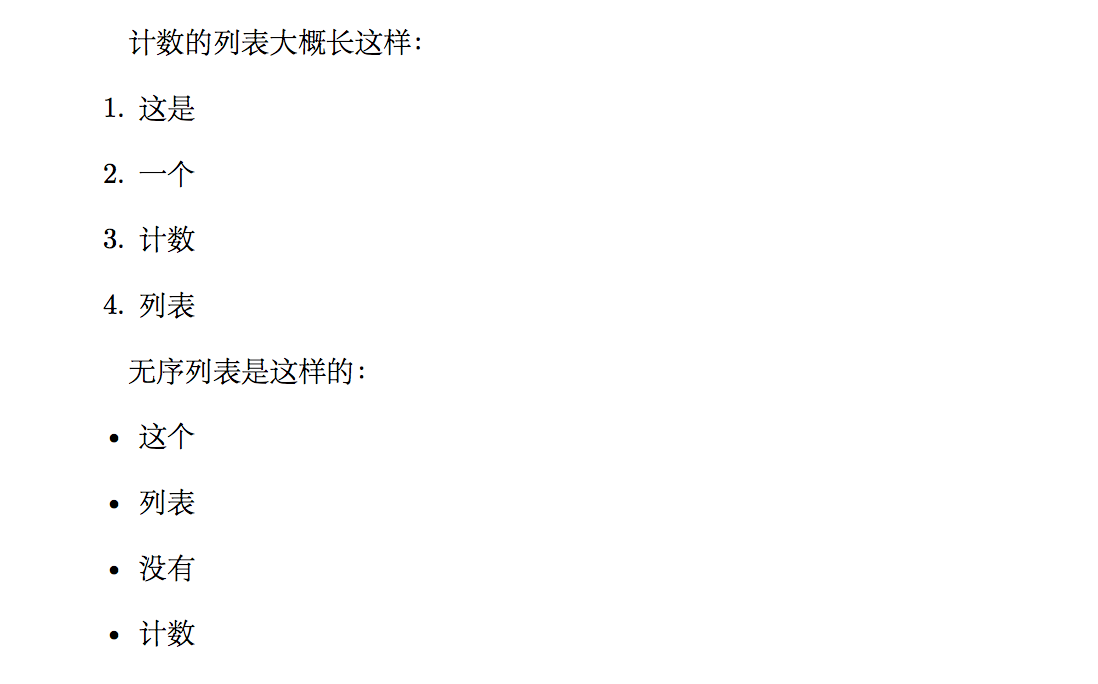 计数的列表大概长这样：
1. 这是
2. 一个
3. 计数
4. 列表
无序列表是这样的：
• 这个
• 列表
• 没有
• 计数